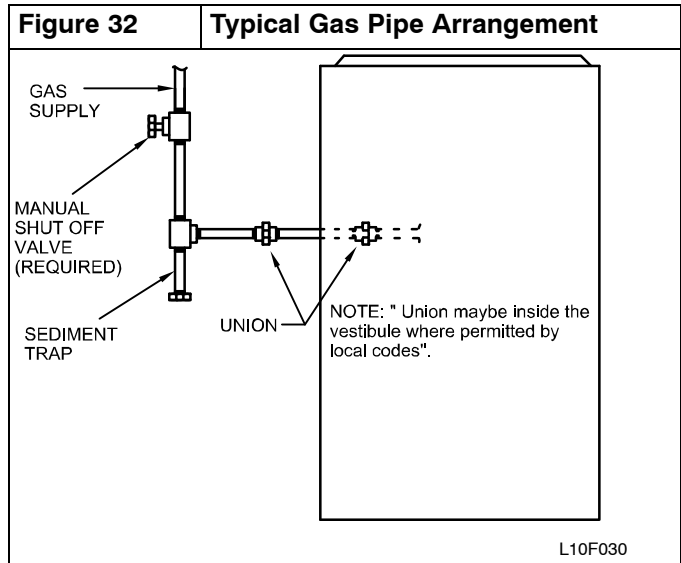 Figure 32 Typical Gas Pipe Arrangement
GAS
SUPPLY
MANUAL
SHUT OFF
VALVE
(REQUIRED)
SEDIMENT
TRAP
UNION
NOTE: " Union maybe inside the
vestibule where permitted by
local codes".
L10F030